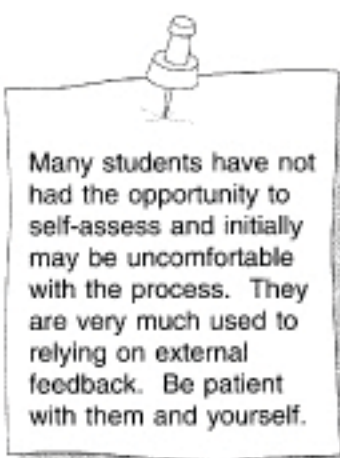 Many students have not
had the opportunity to
self-assess and initially
may be uncomfortable
with the process. They
are very much used to
relying on external
feedback. Be patient
with them and yourself.